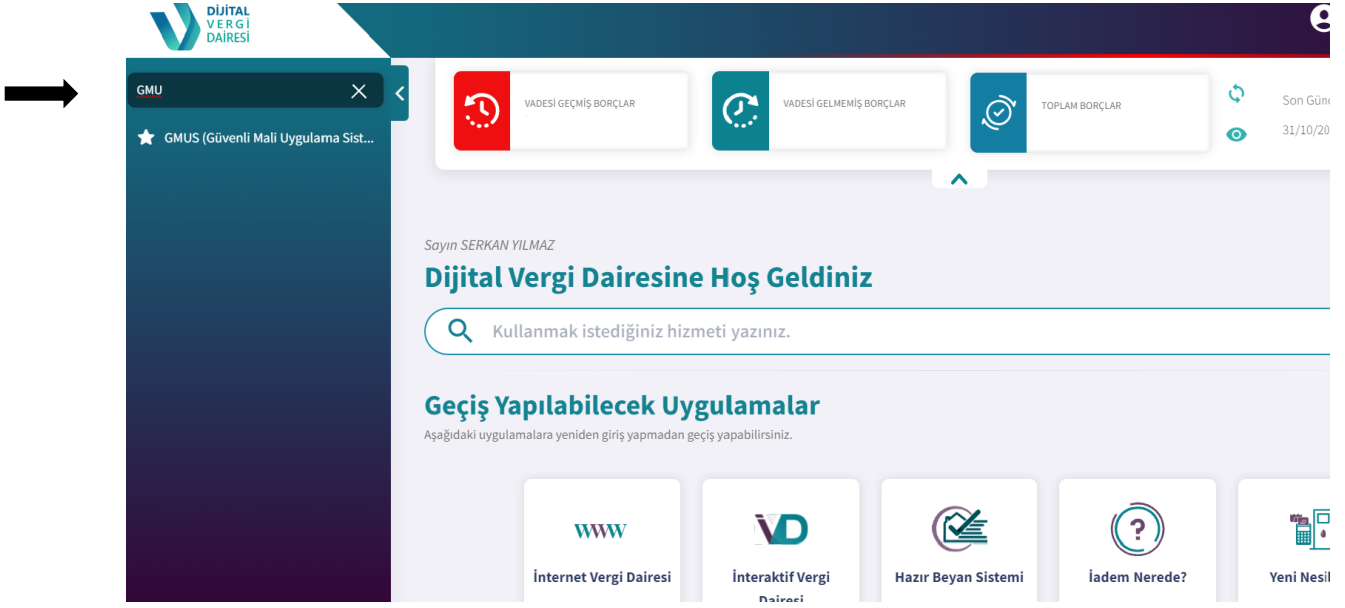 DİJİTAL
VERGİ
DAİRESİ
GMU
GMUS (Güvenli Mali Uygulama Sist...
VADESİ GEÇMİŞ BORÇLAR
VADESİ GELMEMİŞ BORÇLAR
TOPLAM BORÇLAR
Son Günc
31/10/20
Sayın SERKAN YILMAZ
Dijital Vergi Dairesine Hoş Geldiniz
Kullanmak istediğiniz hizmeti yazınız.
Geçiş Yapılabilecek Uygulamalar
Aşağıdaki uygulamalara yeniden giriş yapmadan geçiş yapabilirsiniz.
www
İVD
İnternet Vergi Dairesi
İnteraktif Vergi
Dairesi
Hazır Beyan Sistemi
İadem Nerede?
Yeni Nesil